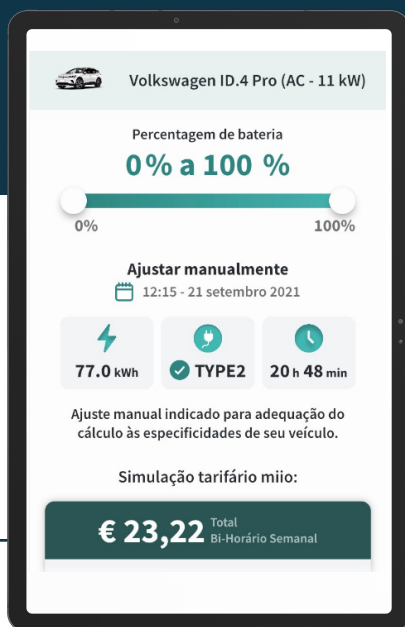 Volkswagen ID.4 Pro (AC - 11 kW)
Percentagem de bateria
0% a 100 %
0% 100%
Ajustar manualmente
12:15 - 21 setembro 2021
77.0 kWh TYPE2 20 h 48 min
Ajuste manual indicado para adequação do
cálculo às especificidades de seu veículo.
Simulação tarifário miio:
€ 23,22 Total
Bi-Horário Semanal